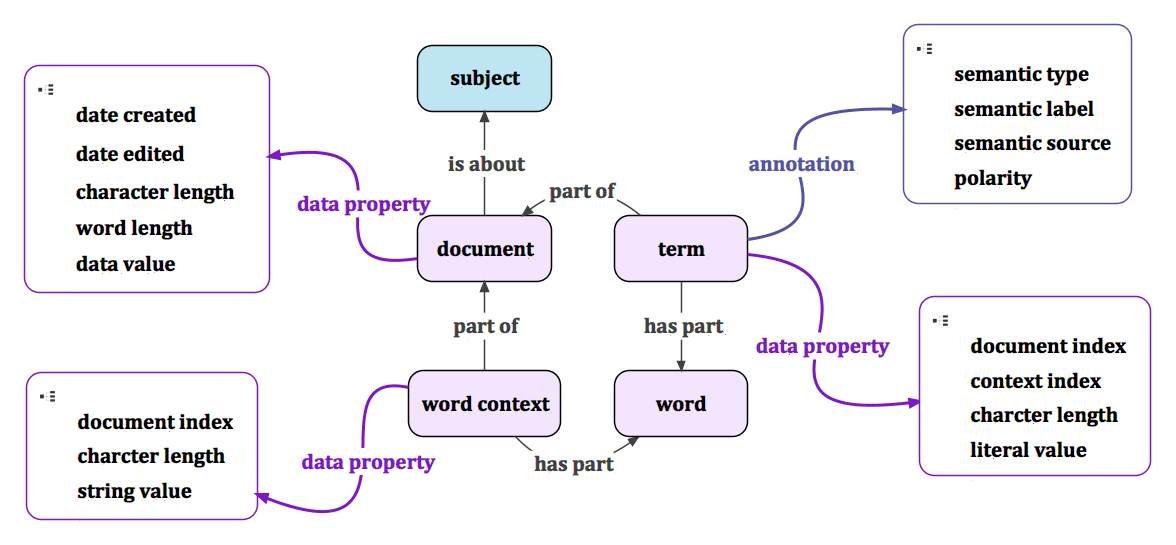 subject
is about
date created
date edited
character length
word length
data value
data property
document
part of
term
annotation
semantic type
semantic label
semantic source
polarity
part of
has part
data property
document index
context index
charcter length
literal value
word context
word
has part
data property
document index
charcter length
string value